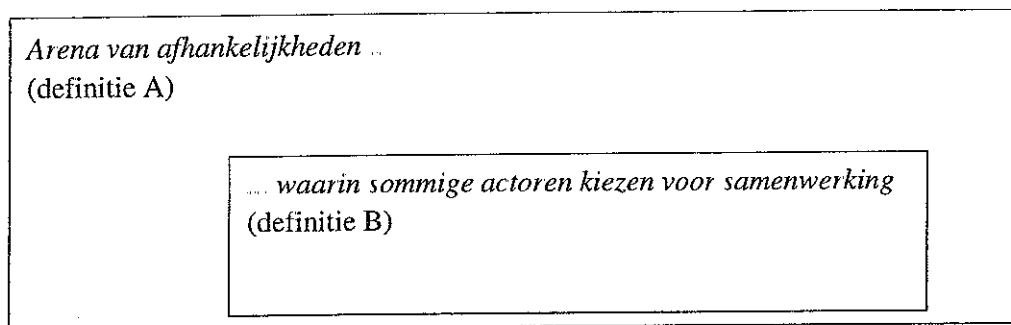 Arena van afhankelijkheden ...
(definitie A)
.... waarin sommige actoren kiezen voor samenwerking
(definitie B)